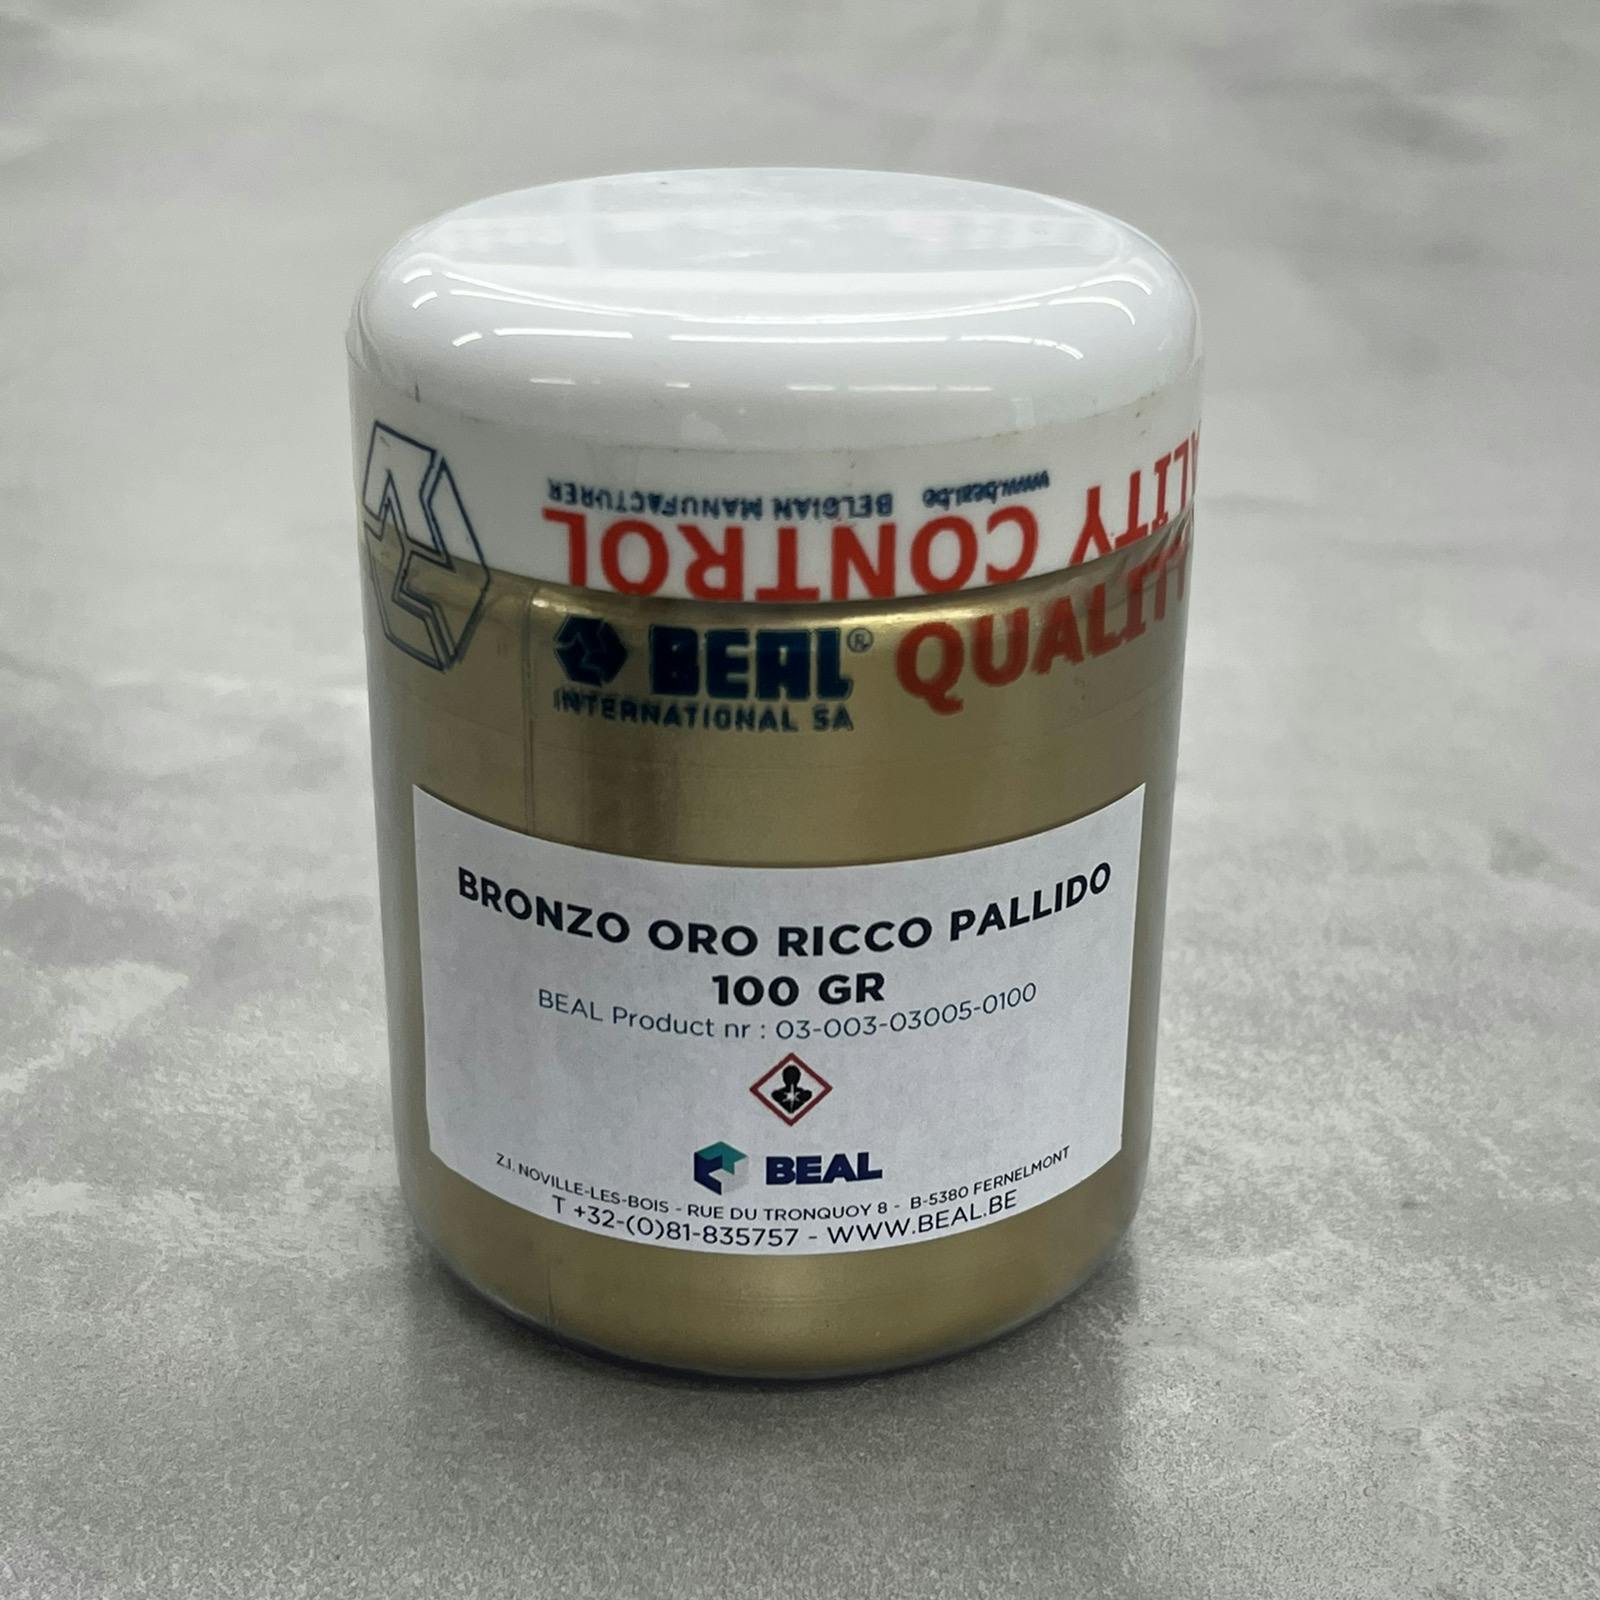 www.beal.be
BELGIAN MANUFACTURER
QUALITY CONTROL
BEAL®
INTERNATIONAL SA
BRONZO ORO RICCO PALLIDO
100 GR
BEAL Product nr : 03-003-03005-0100
BEAL
Z.I. NOVILLE-LES-BOIS - RUE DU TRONQUOY 8 - B-5380 FERNELMONT
T +32-(0)81-835757 - WWW.BEAL.BE